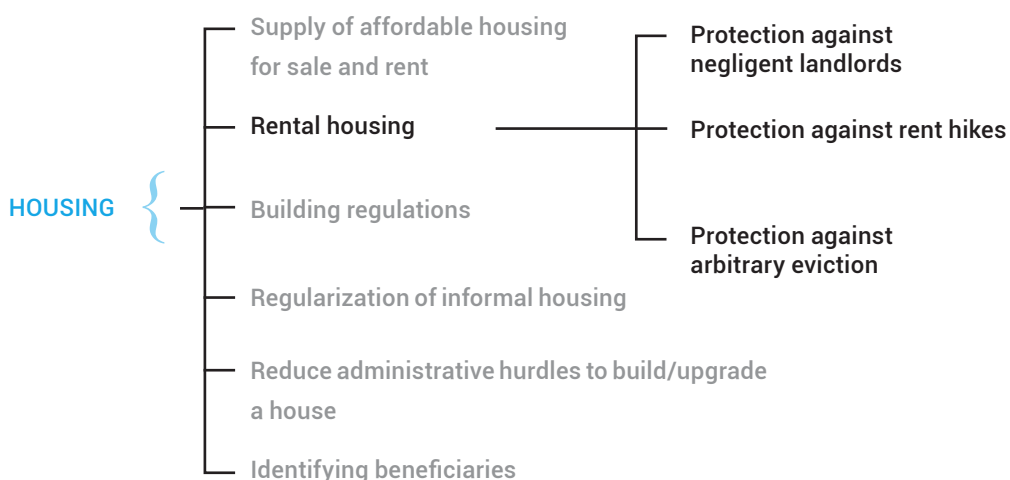 HOUSING
Supply of affordable housing
for sale and rent
Rental housing
Building regulations
Regularization of informal housing
Reduce administrative hurdles to build/upgrade
a house
Identifying beneficiaries
Protection against
negligent landlords
Protection against rent hikes
Protection against
arbitrary eviction